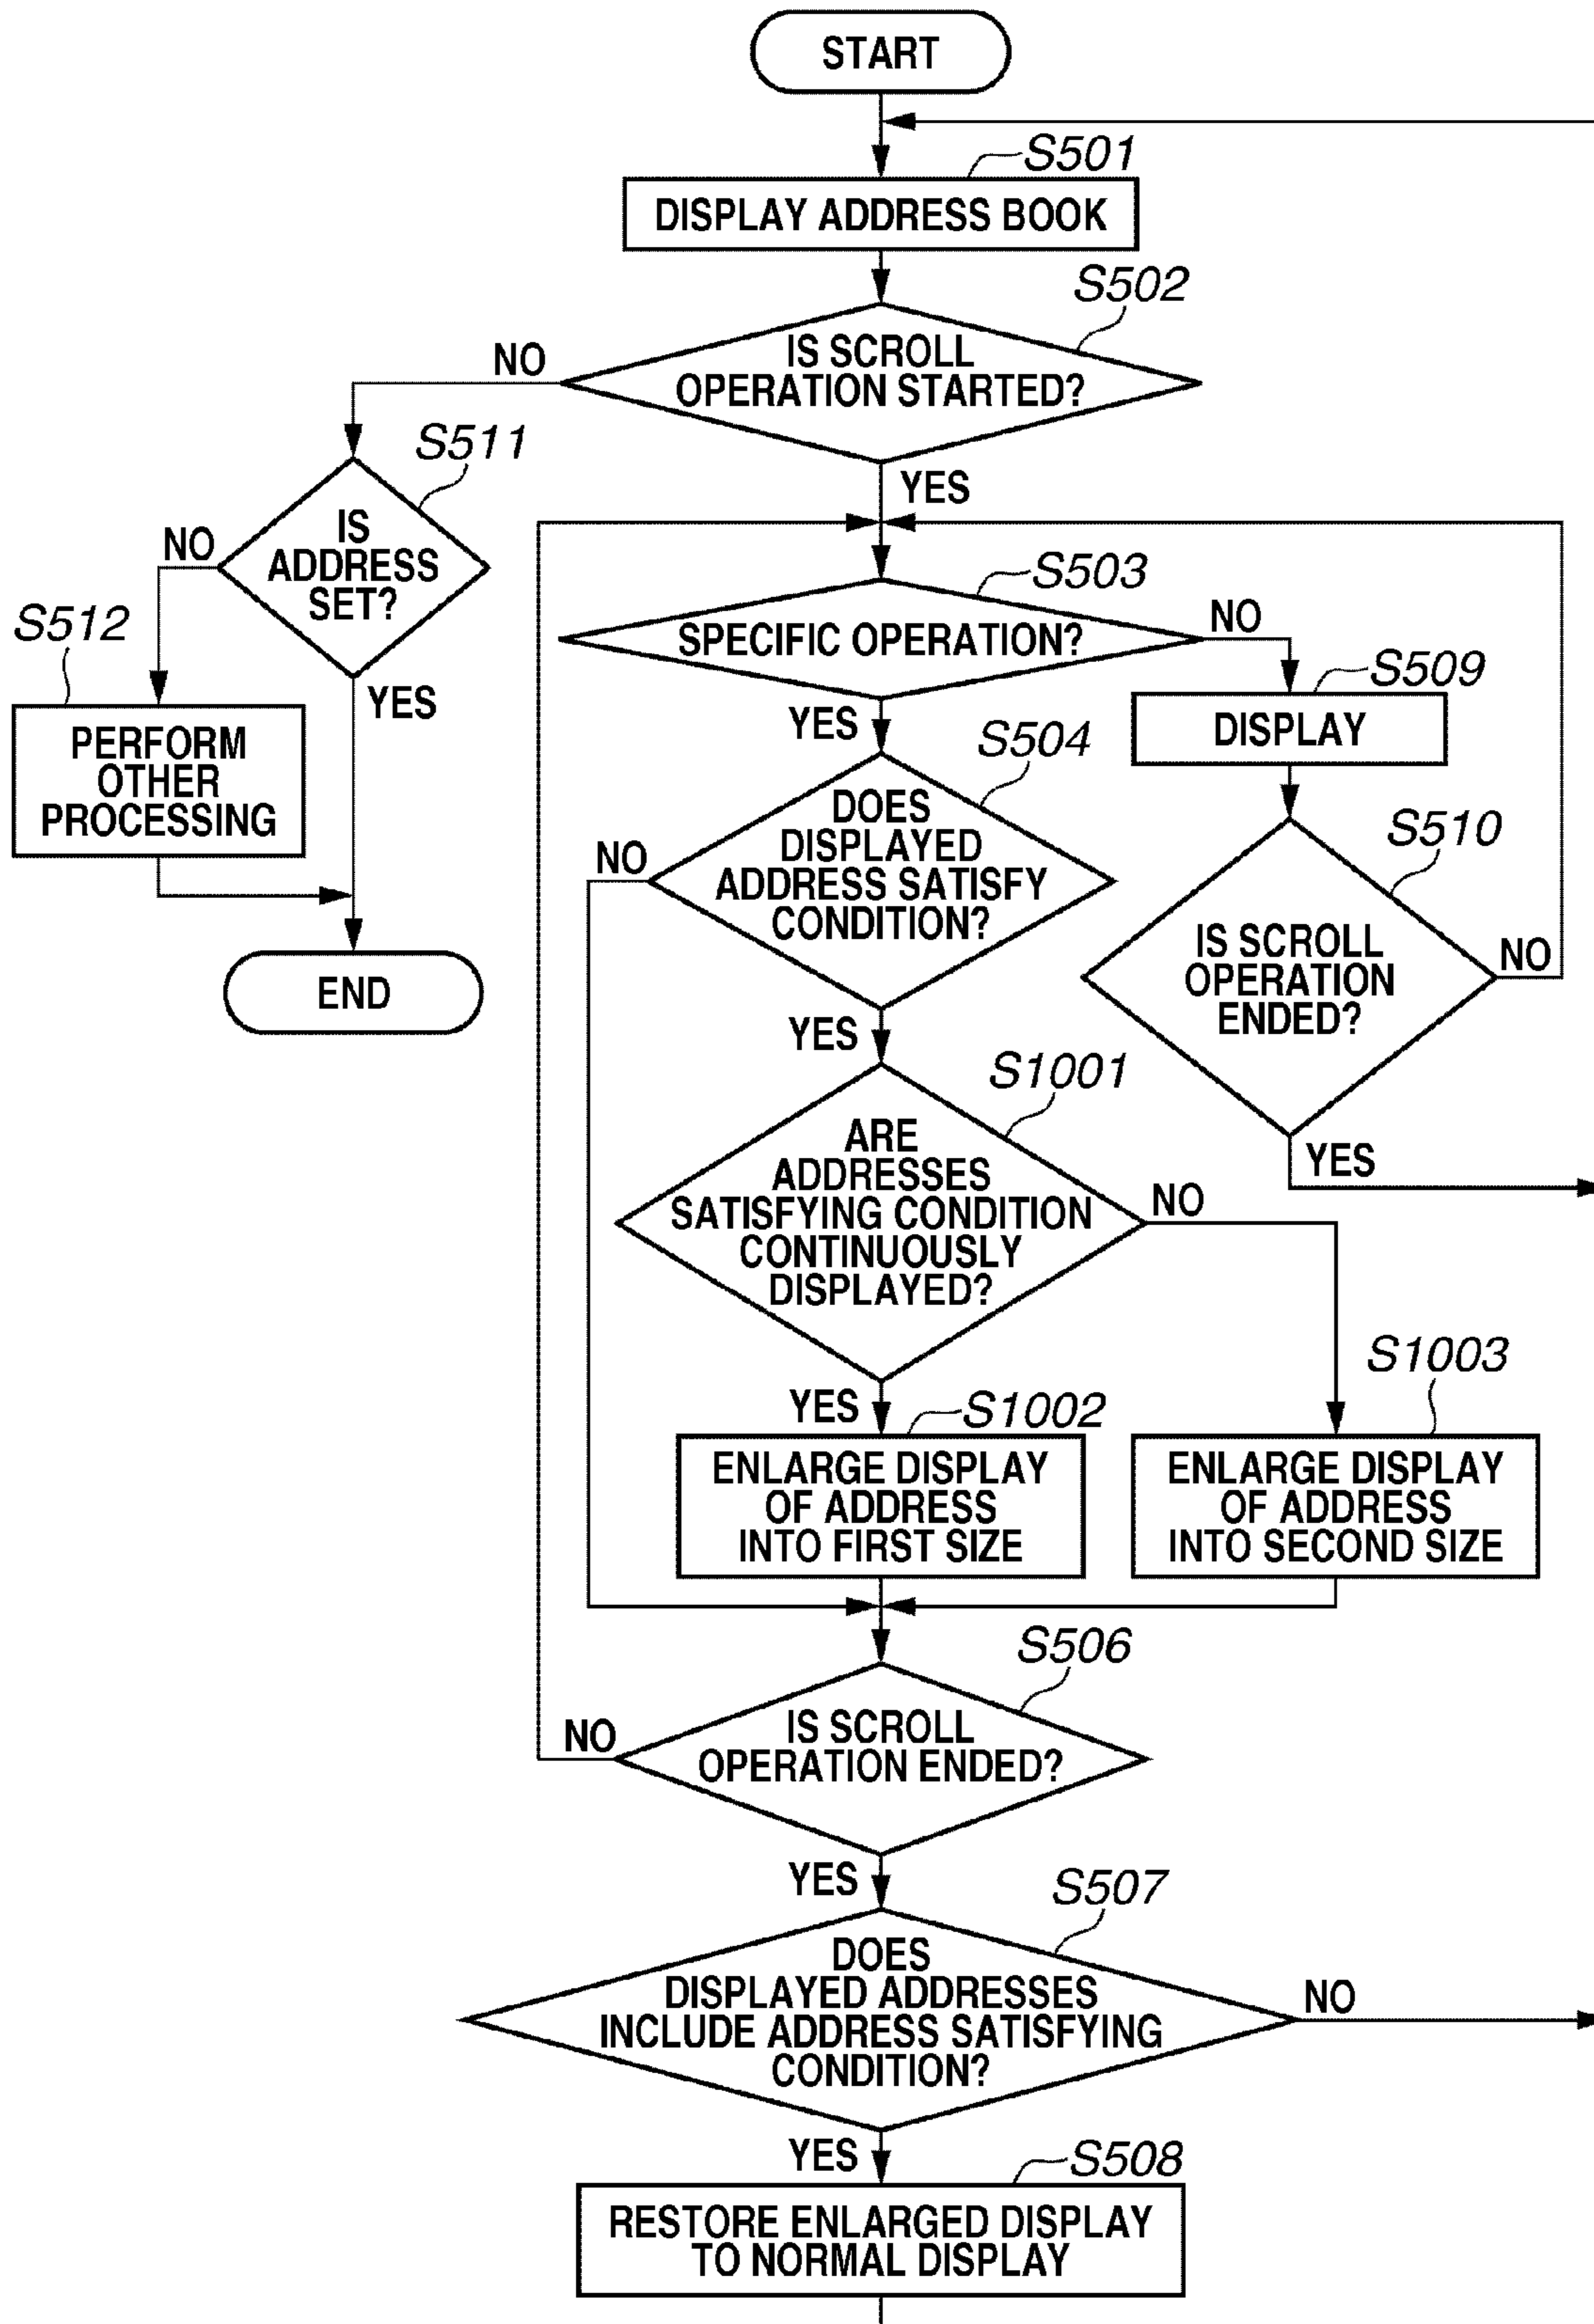 START
S501
DISPLAY ADDRESS BOOK
S502
IS SCROLL
OPERATION STARTED?
NO
YES
S511
IS
ADDRESS
SET?
NO
YES
S512
PERFORM
OTHER
PROCESSING
END
S503
SPECIFIC OPERATION?
NO
YES
S509
DISPLAY
S504
DOES
DISPLAYED
ADDRESS SATISFY
CONDITION?
NO
YES
S510
IS SCROLL
OPERATION
ENDED?
NO
YES
S1001
ARE
ADDRESSES
SATISFYING CONDITION
CONTINUOUSLY
DISPLAYED?
NO
YES
S1002
ENLARGE DISPLAY
OF ADDRESS
INTO FIRST SIZE
S1003
ENLARGE DISPLAY
OF ADDRESS
INTO SECOND SIZE
S506
IS SCROLL
OPERATION ENDED?
NO
YES
S507
DOES
DISPLAYED ADDRESSES
INCLUDE ADDRESS SATISFYING
CONDITION?
NO
YES
S508
RESTORE ENLARGED DISPLAY
TO NORMAL DISPLAY